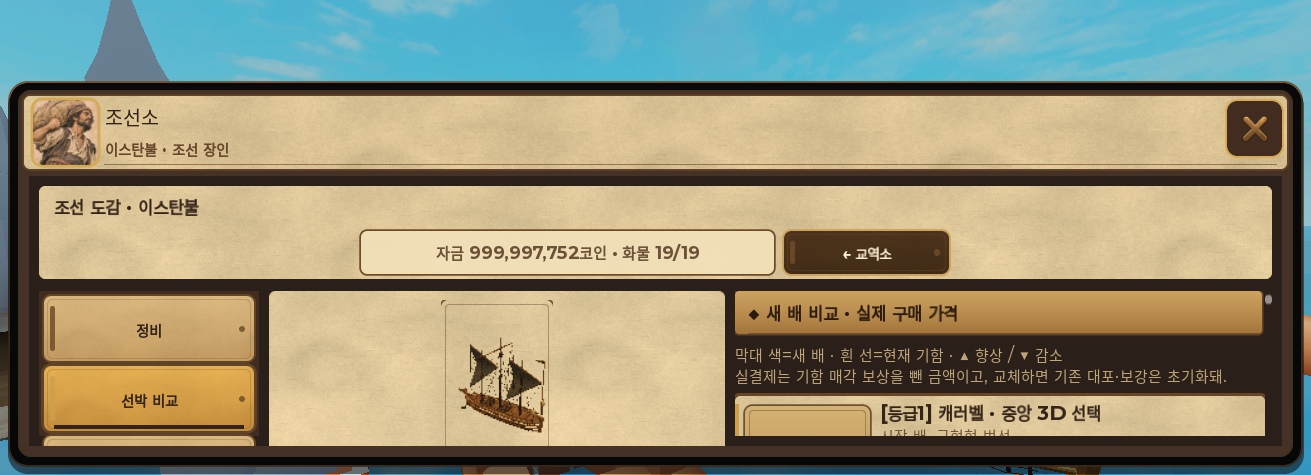 조선소
이스탄불 • 조선 장인
조선 도감 • 이스탄불
자금 999,997,752코인 • 화물 19/19
← 교역소
정비
선박 비교
◆ 새 배 비교 • 실제 구매 가격
막대 색=새 배 · 흰 선=현재 기함 · ▲ 향상 / ▼ 감소
실결제는 기함 매각 보상을 뺀 금액이고, 교체하면 기존 대포·보강은 초기화돼.
[등급1] 캐러벨 • 중앙 3D 선택